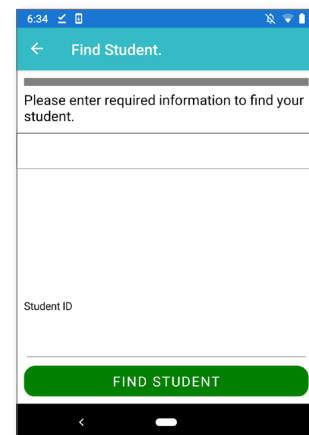 6:34
Find Student.
Please enter required information to find your
student.
Student ID
FIND STUDENT